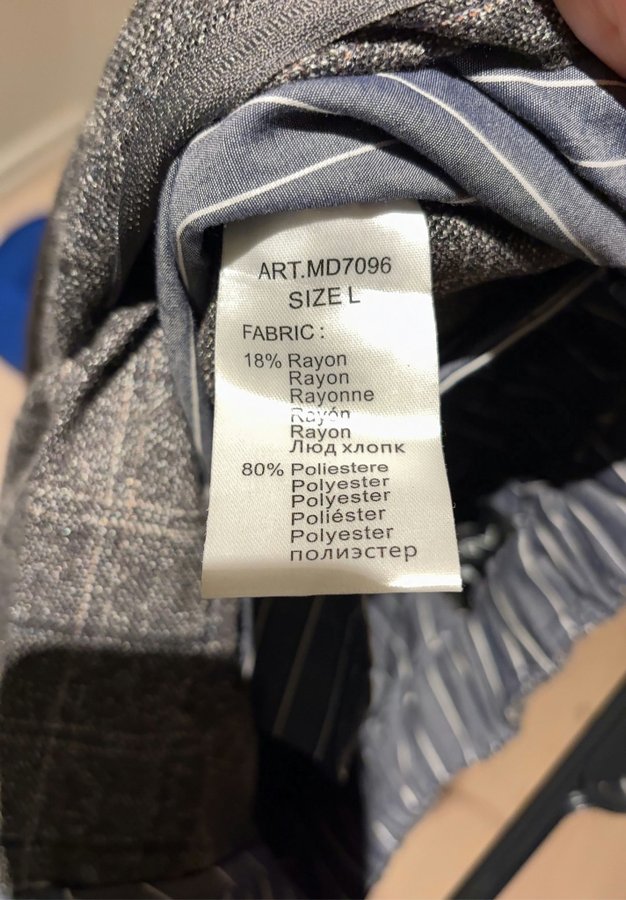 ART.MD7096
SIZE L
FABRIC :
18% Rayon
Rayon
Rayonne
Rayón
Rayon
Люд хлопк
80% Poliestere
Polyester
Polyester
Poliéster
Polyester
полиэстер